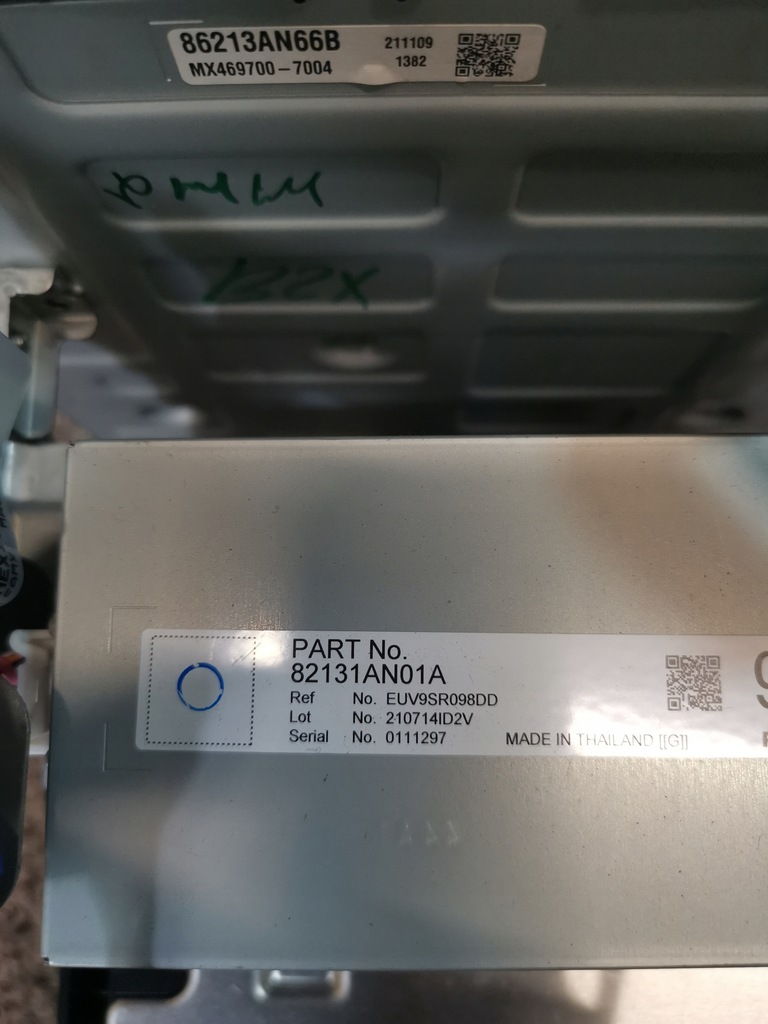 86213AN66B
MX469700-7004
211109
1382
PART No.
82131AN01A
Ref No. EUV9SR098DD
Lot No. 210714ID2V
Serial No. 0111297
MADE IN THAILAND [[G]]